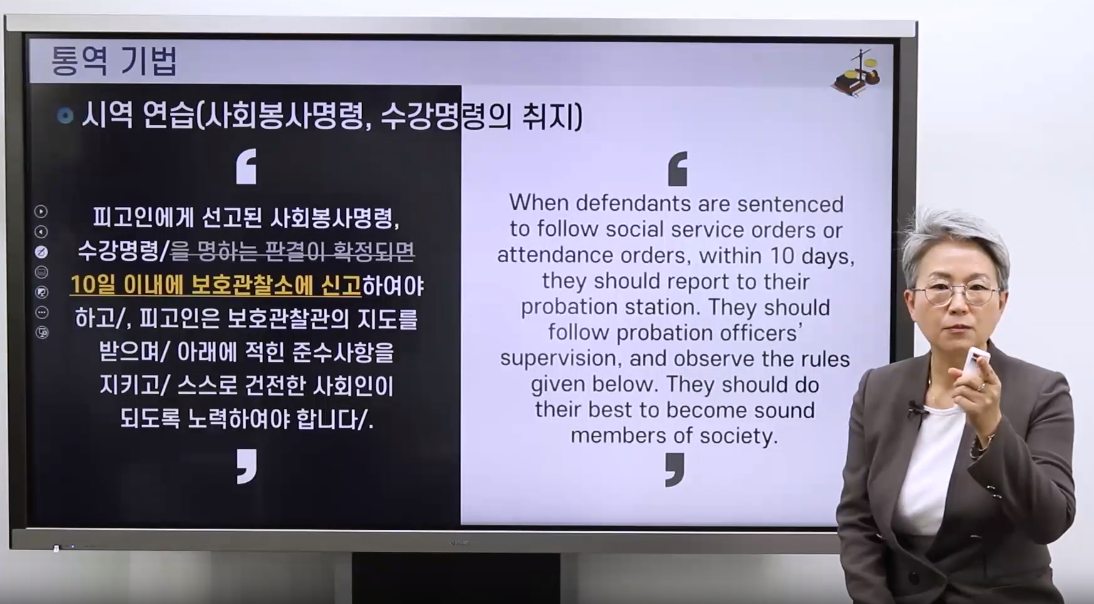 통역 기법
시역 연습(사회봉사명령, 수강명령의 취지)
피고인에게 선고된 사회봉사명령,
수강명령/을 명하는 판결이 확정되면
10일 이내에 보호관찰소에 신고하여야
하고/, 피고인은 보호관찰관의 지도를
받으며/ 아래에 적힌 준수사항을
지키고/ 스스로 건전한 사회인이
되도록 노력하여야 합니다/.
When defendants are sentenced
to follow social service orders or
attendance orders, within 10 days,
they should report to their
probation station. They should
follow probation officers’
supervision, and observe the rules
given below. They should do
their best to become sound
members of society.